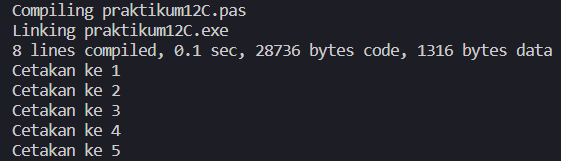 Compiling praktikum12C.pas
Linking praktikum12C.exe
8 lines compiled, 0.1 sec, 28736 bytes code, 1316 bytes data
Cetakan ke 1
Cetakan ke 2
Cetakan ke 3
Cetakan ke 4
Cetakan ke 5